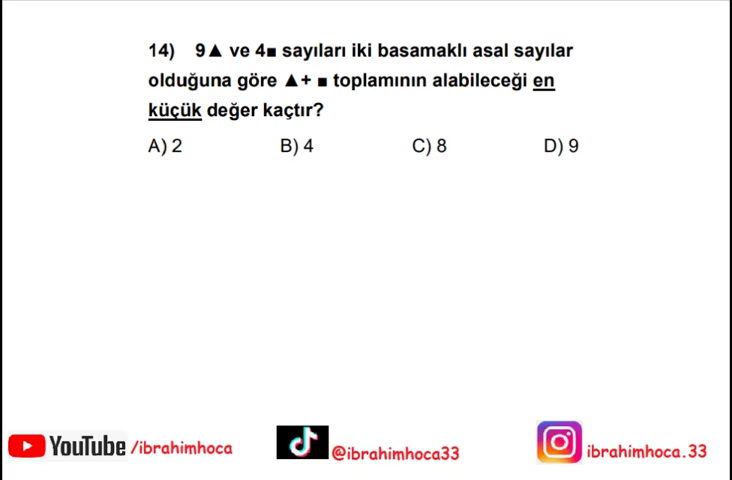 14) 9▲ ve 4■ sayıları iki basamaklı asal sayılar
olduğuna göre ▲+ ■ toplamının alabileceği en
küçük değer kaçtır?
A) 2 B) 4 C) 8 D) 9
YouTube /ibrahimhoca @ibrahimhoca33 ibrahimhoca.33